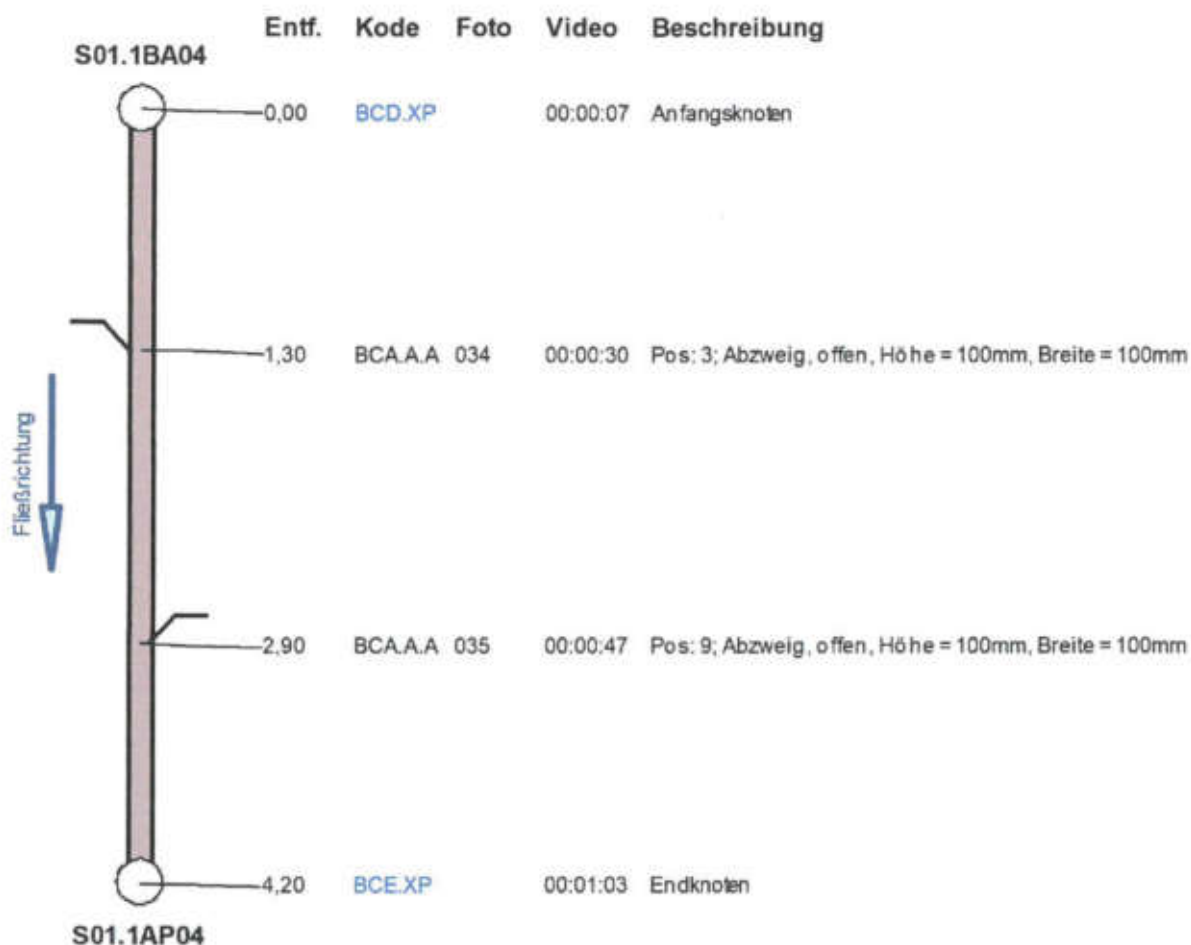 Entf. Kode Foto Video Beschreibung
S01.1BA04
0,00 BCD.XP 00:00:07 Anfangsknoten
1,30 BCA.A.A 034 00:00:30 Pos: 3; Abzweig, offen, Höhe = 100mm, Breite = 100mm
Fließrichtung
2,90 BCA.A.A 035 00:00:47 Pos: 9; Abzweig, offen, Höhe = 100mm, Breite = 100mm
4,20 BCE.XP 00:01:03 Endknoten
S01.1AP04